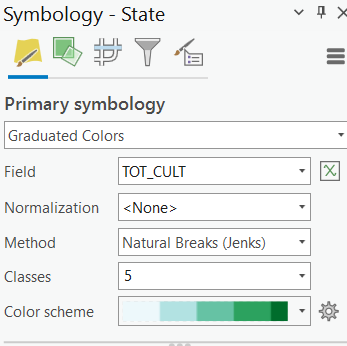 Symbology - State
Primary symbology
Graduated Colors
Field TOT_CULT
Normalization <None>
Method Natural Breaks (Jenks)
Classes 5
Color scheme